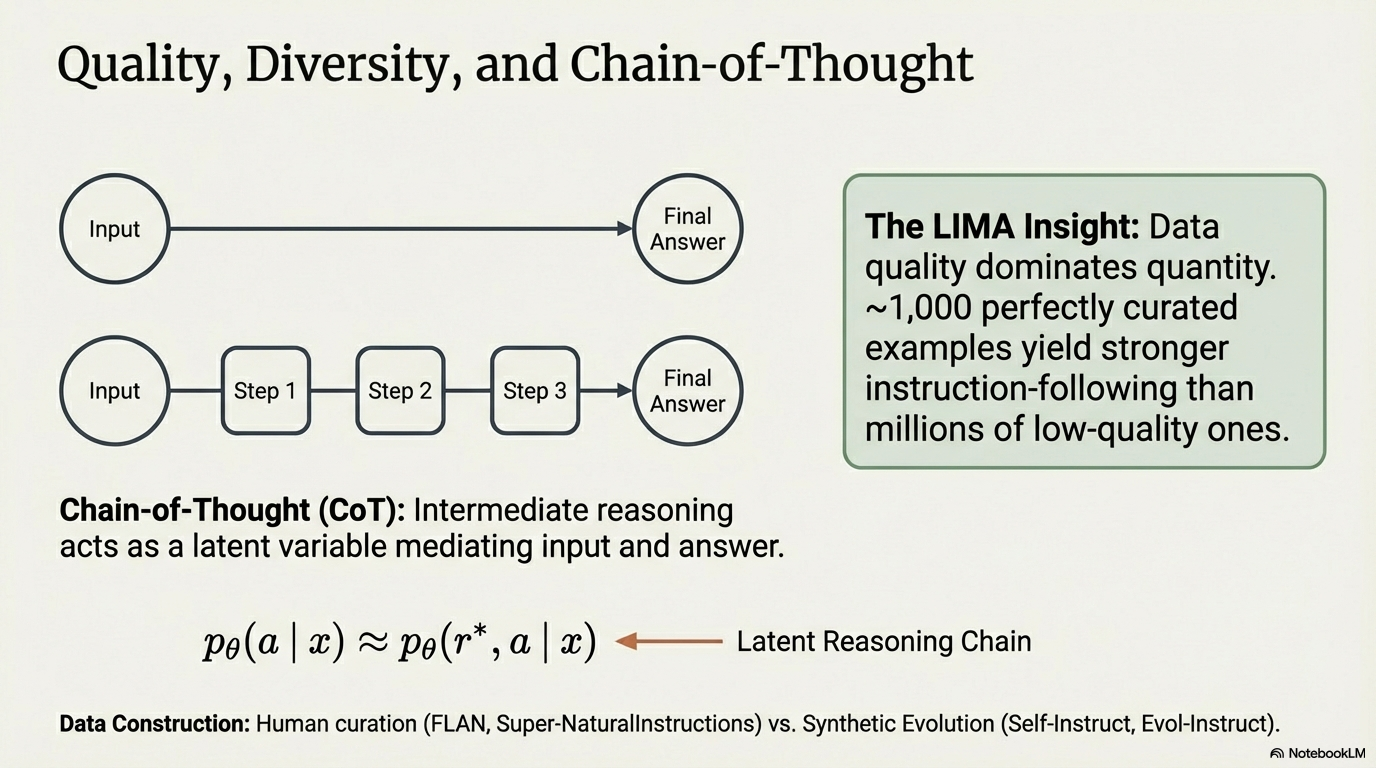 Quality, Diversity, and Chain-of-Thought
Input
Final
Answer
Input
Step 1
Step 2
Step 3
Final
Answer
The LIMA Insight: Data
quality dominates quantity.
~1,000 perfectly curated
examples yield stronger
instruction-following than
millions of low-quality ones.
Chain-of-Thought (CoT): Intermediate reasoning
acts as a latent variable mediating input and answer.
pθ(a | x) ≈ pθ(r*, a | x)
Latent Reasoning Chain
Data Construction: Human curation (FLAN, Super-NaturalInstructions) vs. Synthetic Evolution (Self-Instruct, Evol-Instruct).
NotebookLM